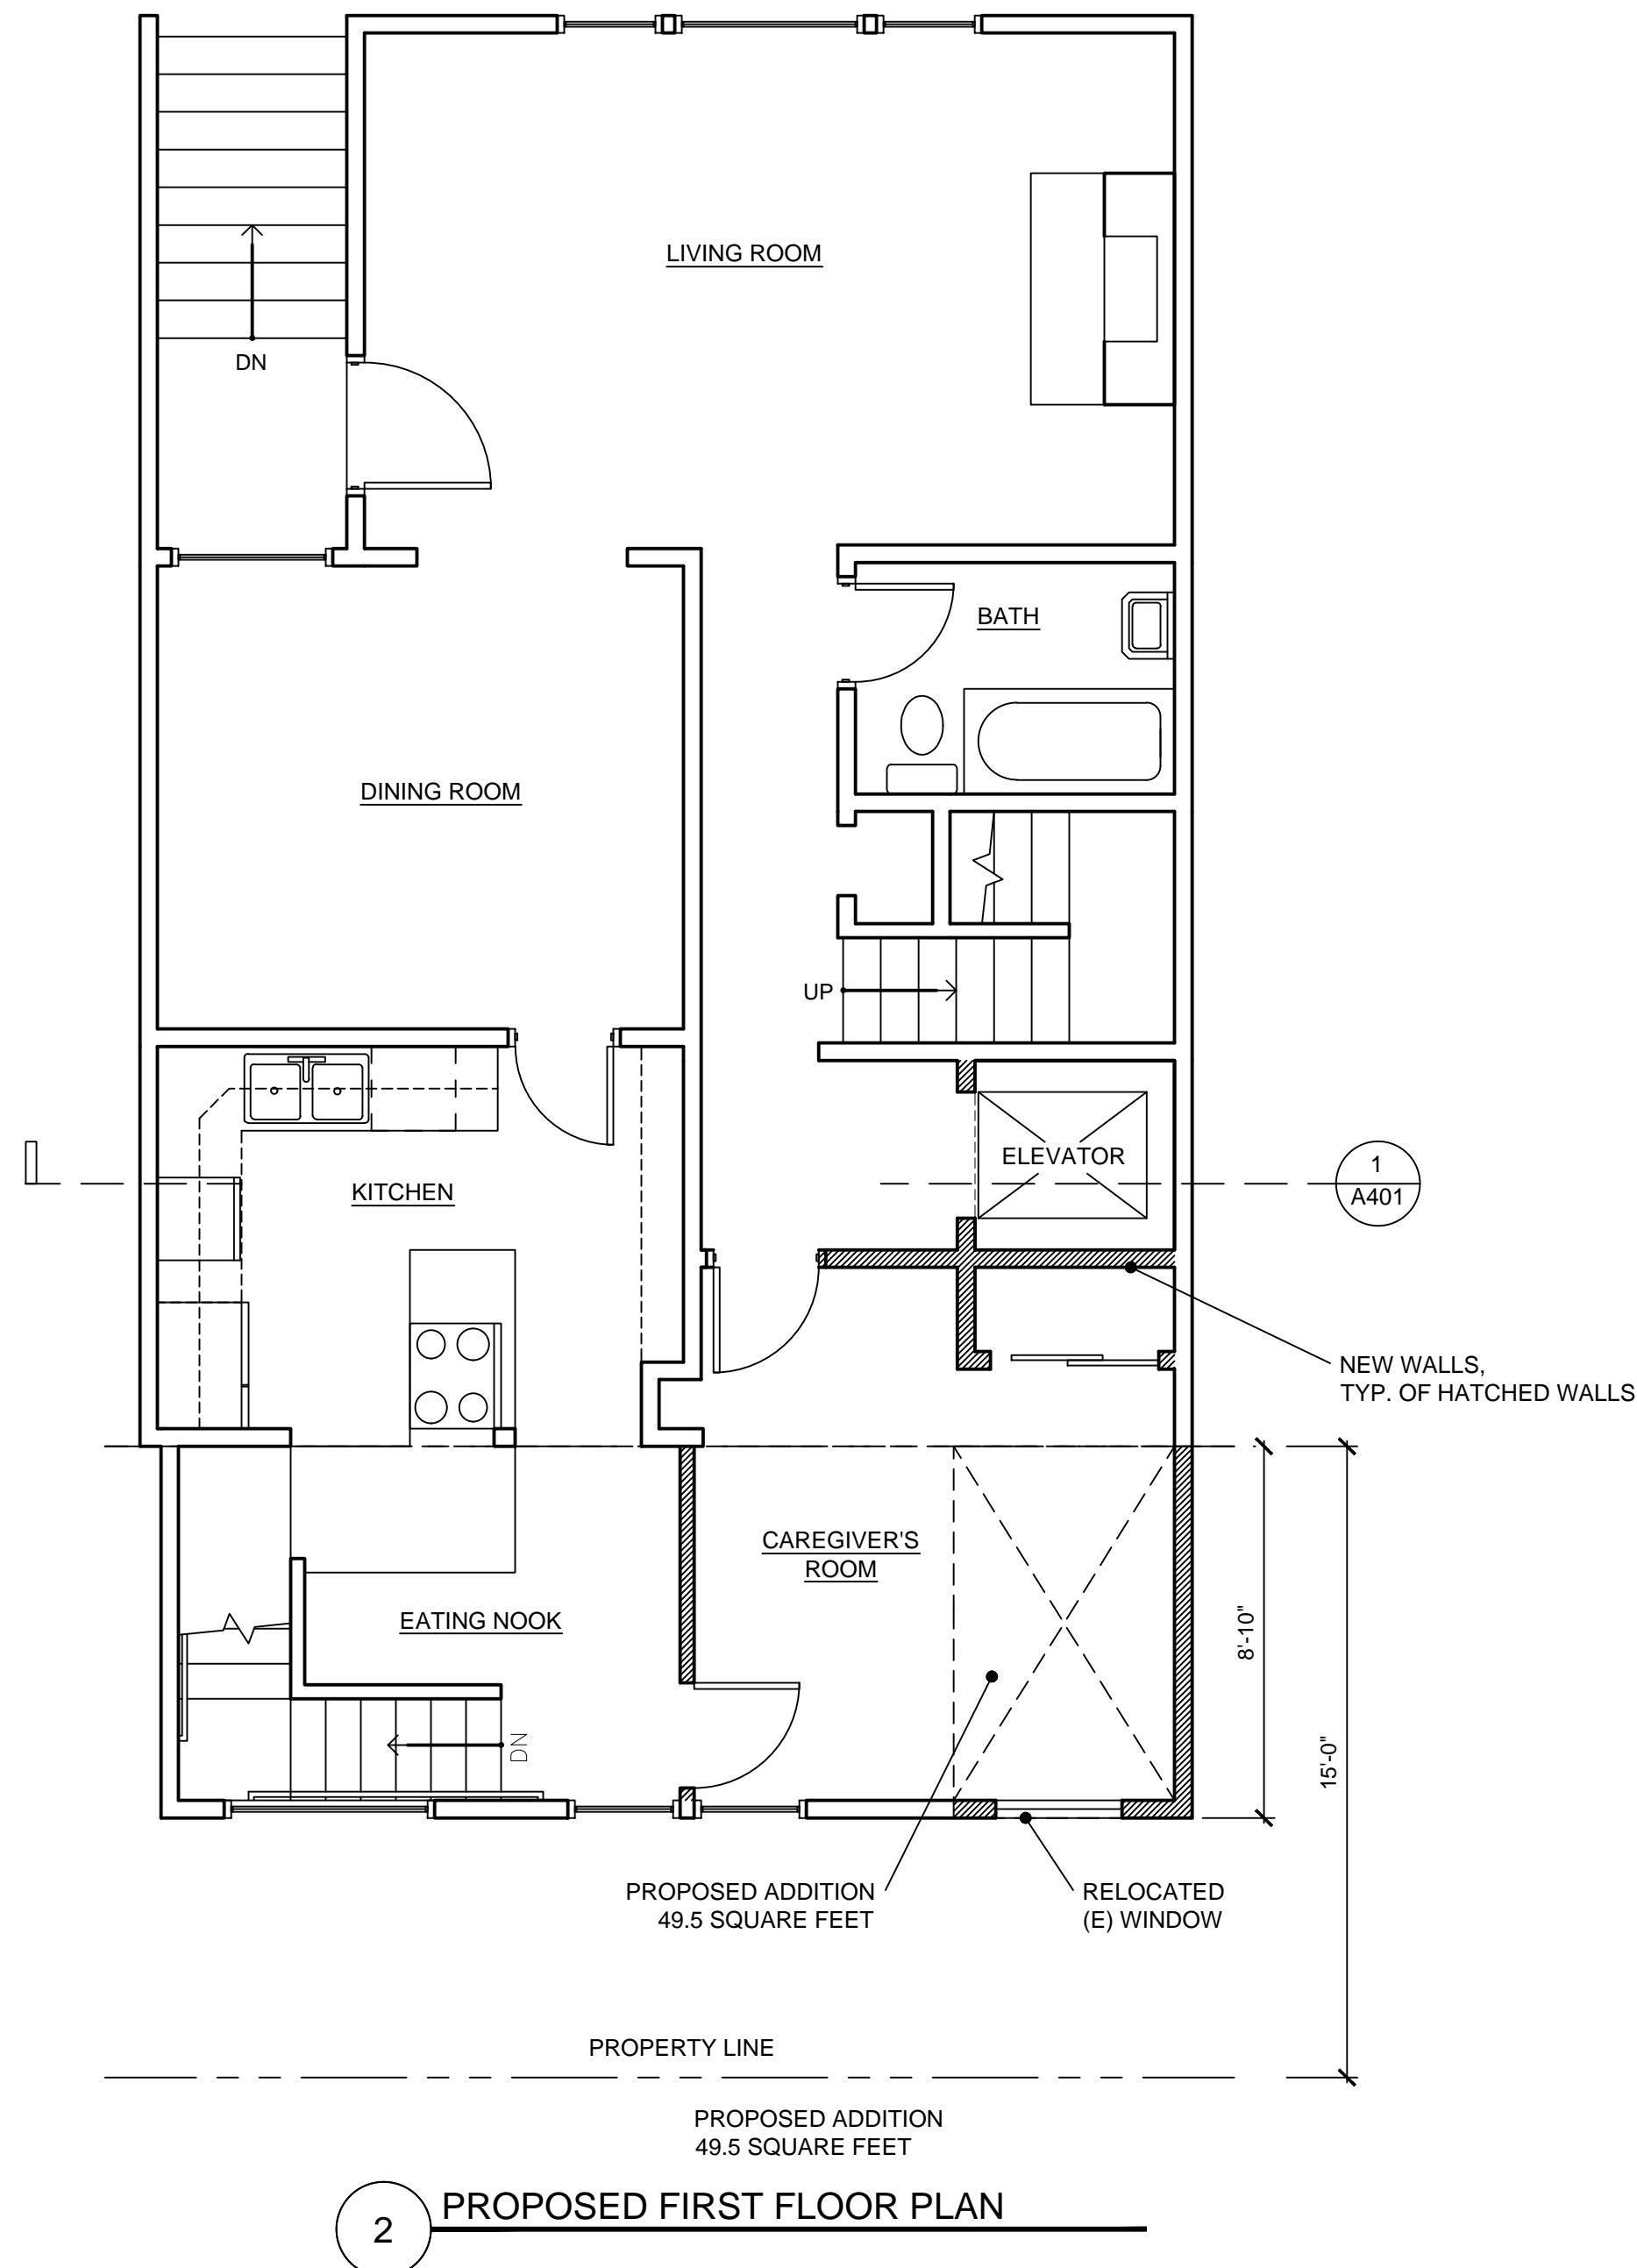 LIVING ROOM
DN
BATH
DINING ROOM
UP
ELEVATOR
1
A401
KITCHEN
NEW WALLS,
TYP. OF HATCHED WALLS
CAREGIVER'S
ROOM
EATING NOOK
8'-10"
DN
15'-0"
PROPOSED ADDITION
49.5 SQUARE FEET
RELOCATED
(E) WINDOW
PROPERTY LINE
PROPOSED ADDITION
49.5 SQUARE FEET
2
PROPOSED FIRST FLOOR PLAN